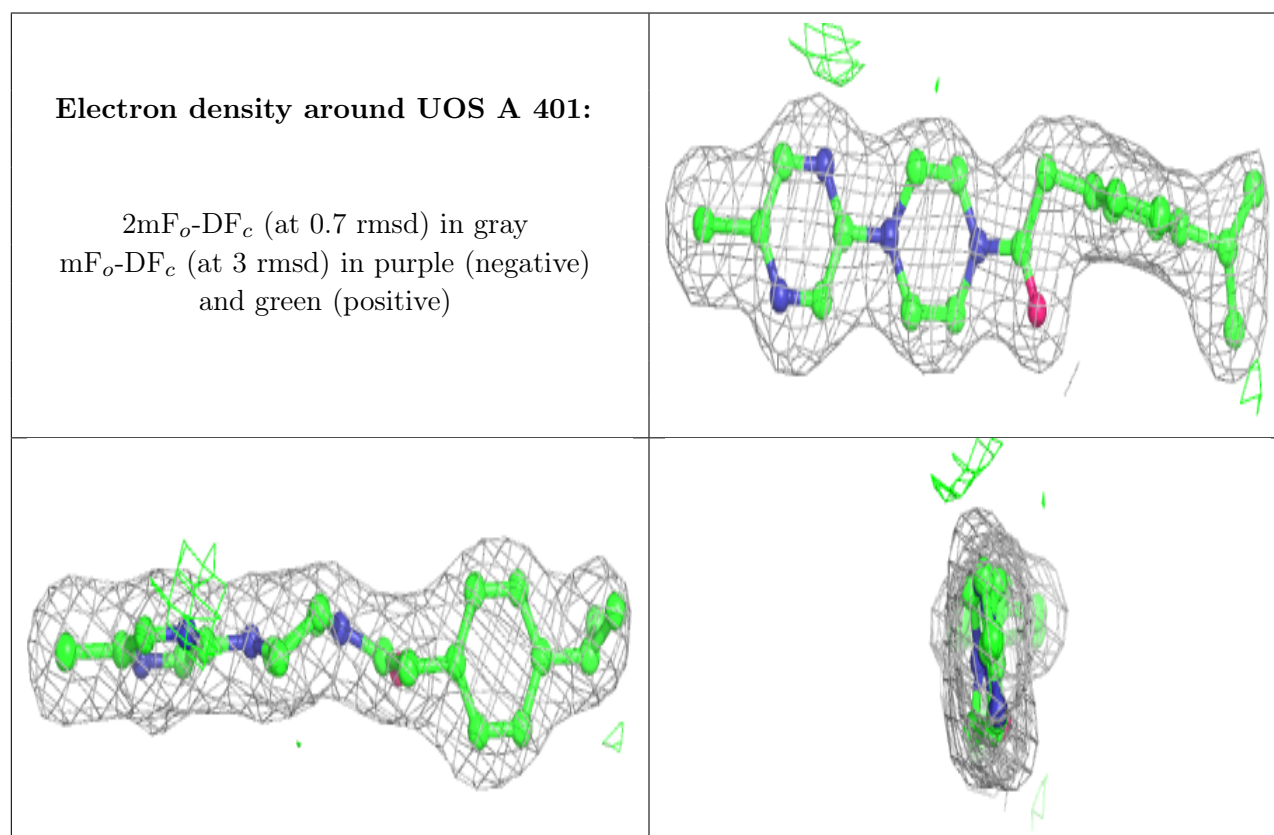 Electron density around UOS A 401:
2mFo-DFc (at 0.7 rmsd) in gray
mFo-DFc (at 3 rmsd) in purple (negative)
and green (positive)